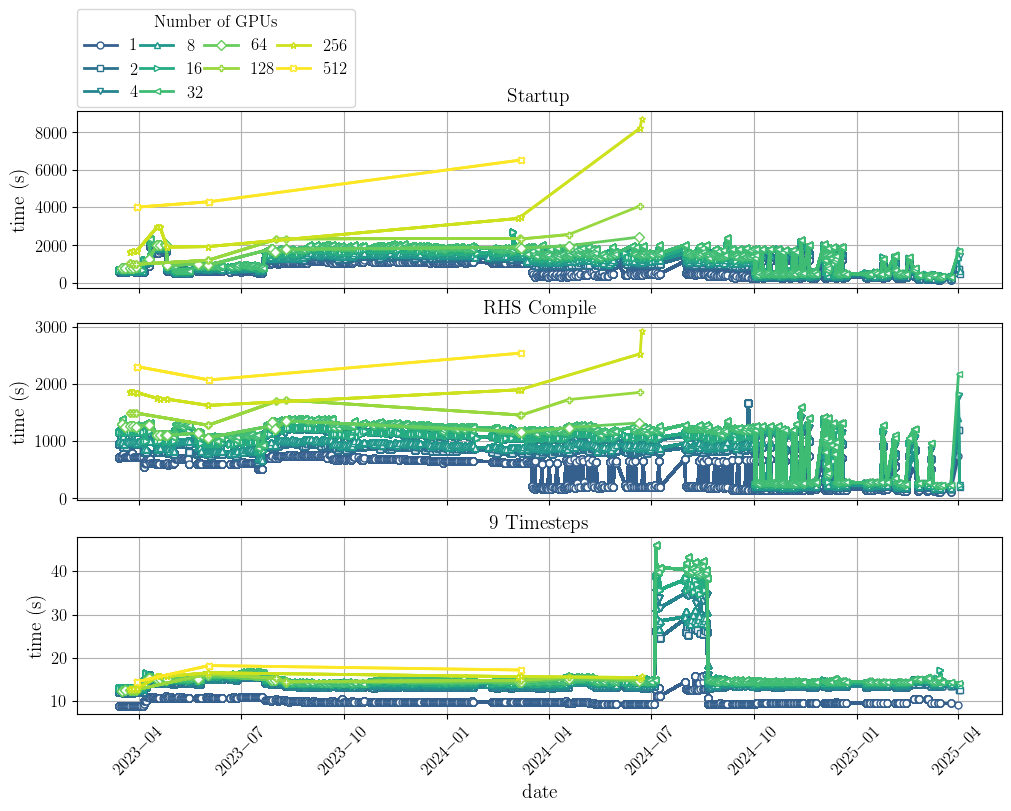 Number of GPUs
1 8 64 256
2 16 128 512
4 32
Startup
8000
6000
4000
2000
0
time (s)
RHS Compile
3000
2000
1000
0
time (s)
9 Timesteps
40
30
20
10
time (s)
2023-04 2023-07 2023-10 2024-01 2024-04 2024-07 2024-10 2025-01 2025-04
date